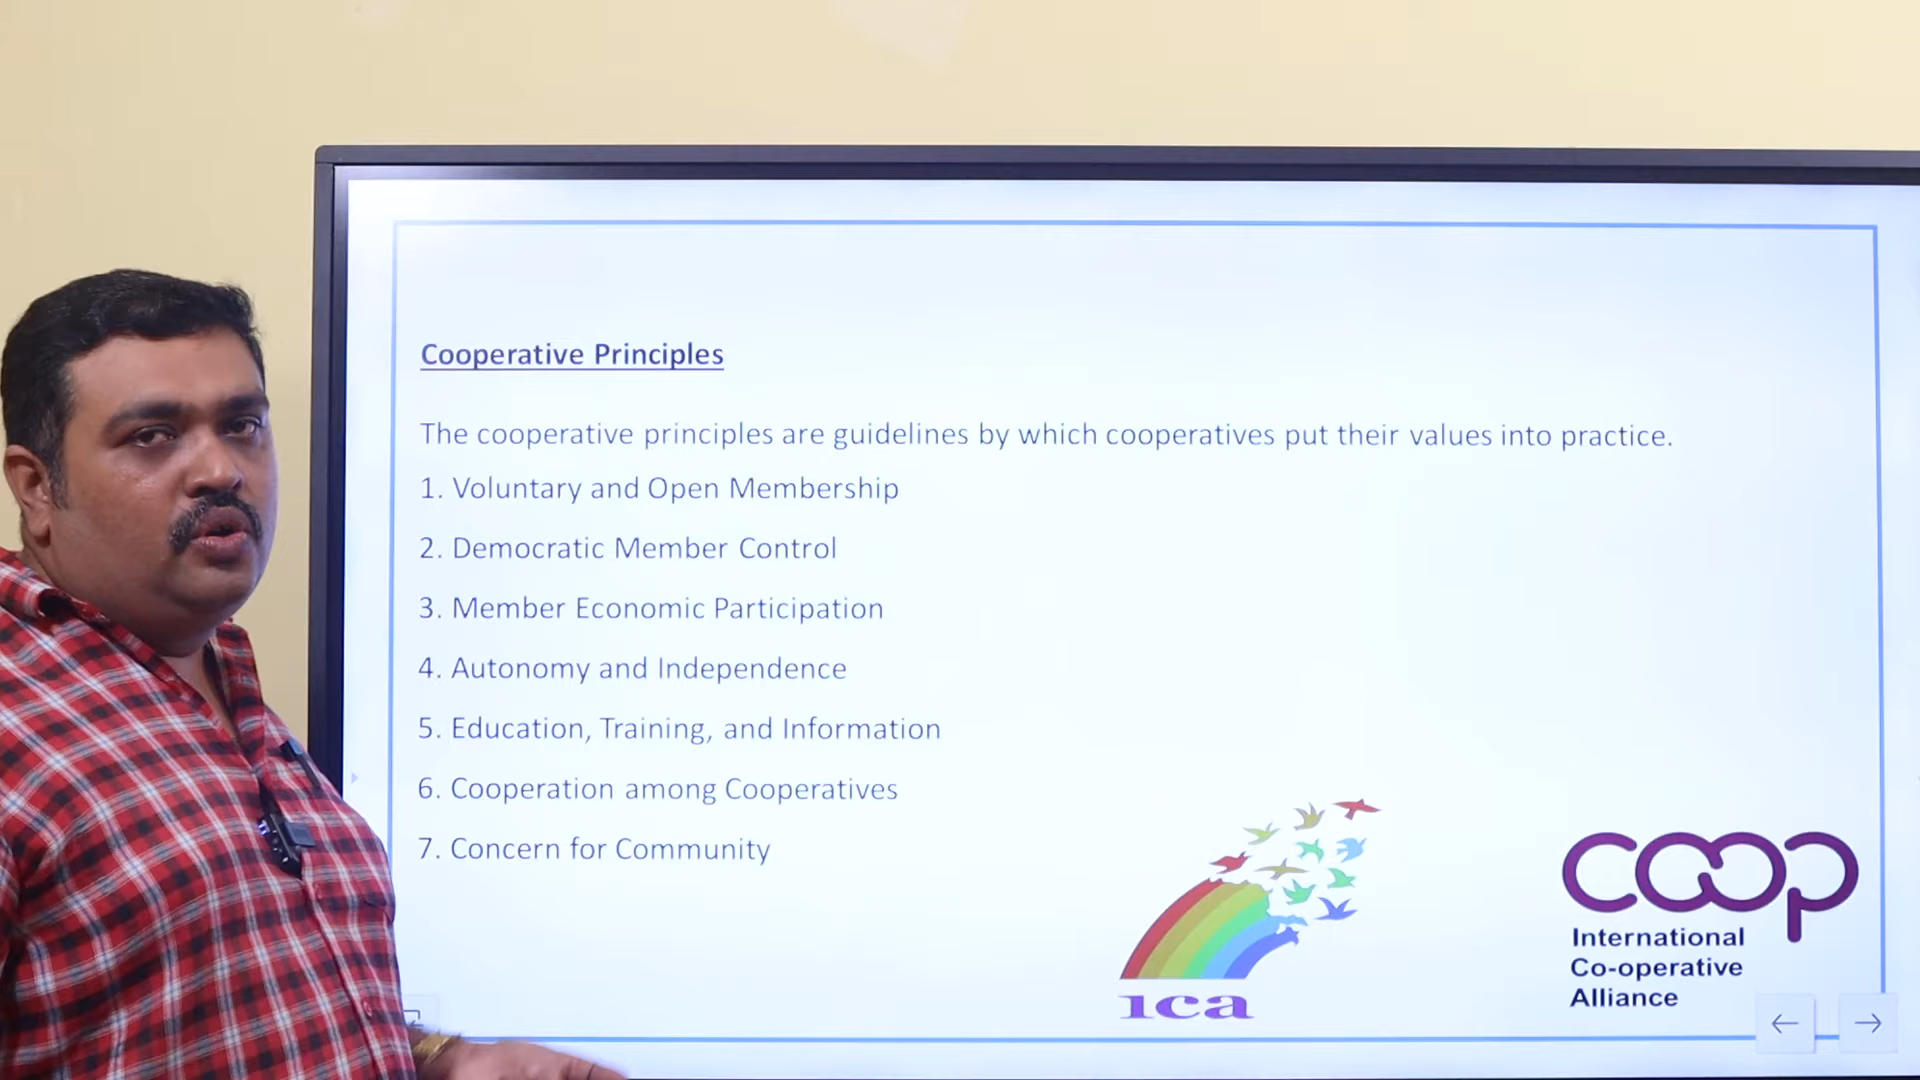 Cooperative Principles
The cooperative principles are guidelines by which cooperatives put their values into practice.
1. Voluntary and Open Membership
2. Democratic Member Control
3. Member Economic Participation
4. Autonomy and Independence
5. Education, Training, and Information
6. Cooperation among Cooperatives
7. Concern for Community
ica
coop
International
Co-operative
Alliance